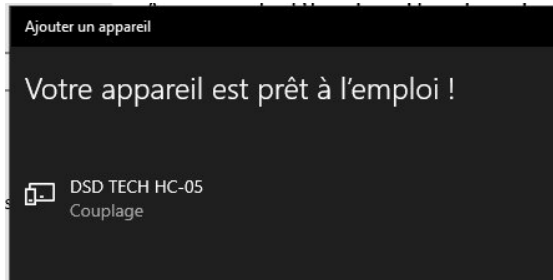 Ajouter un appareil
Votre appareil est prêt à l’emploi !
DSD TECH HC-05
Couplage